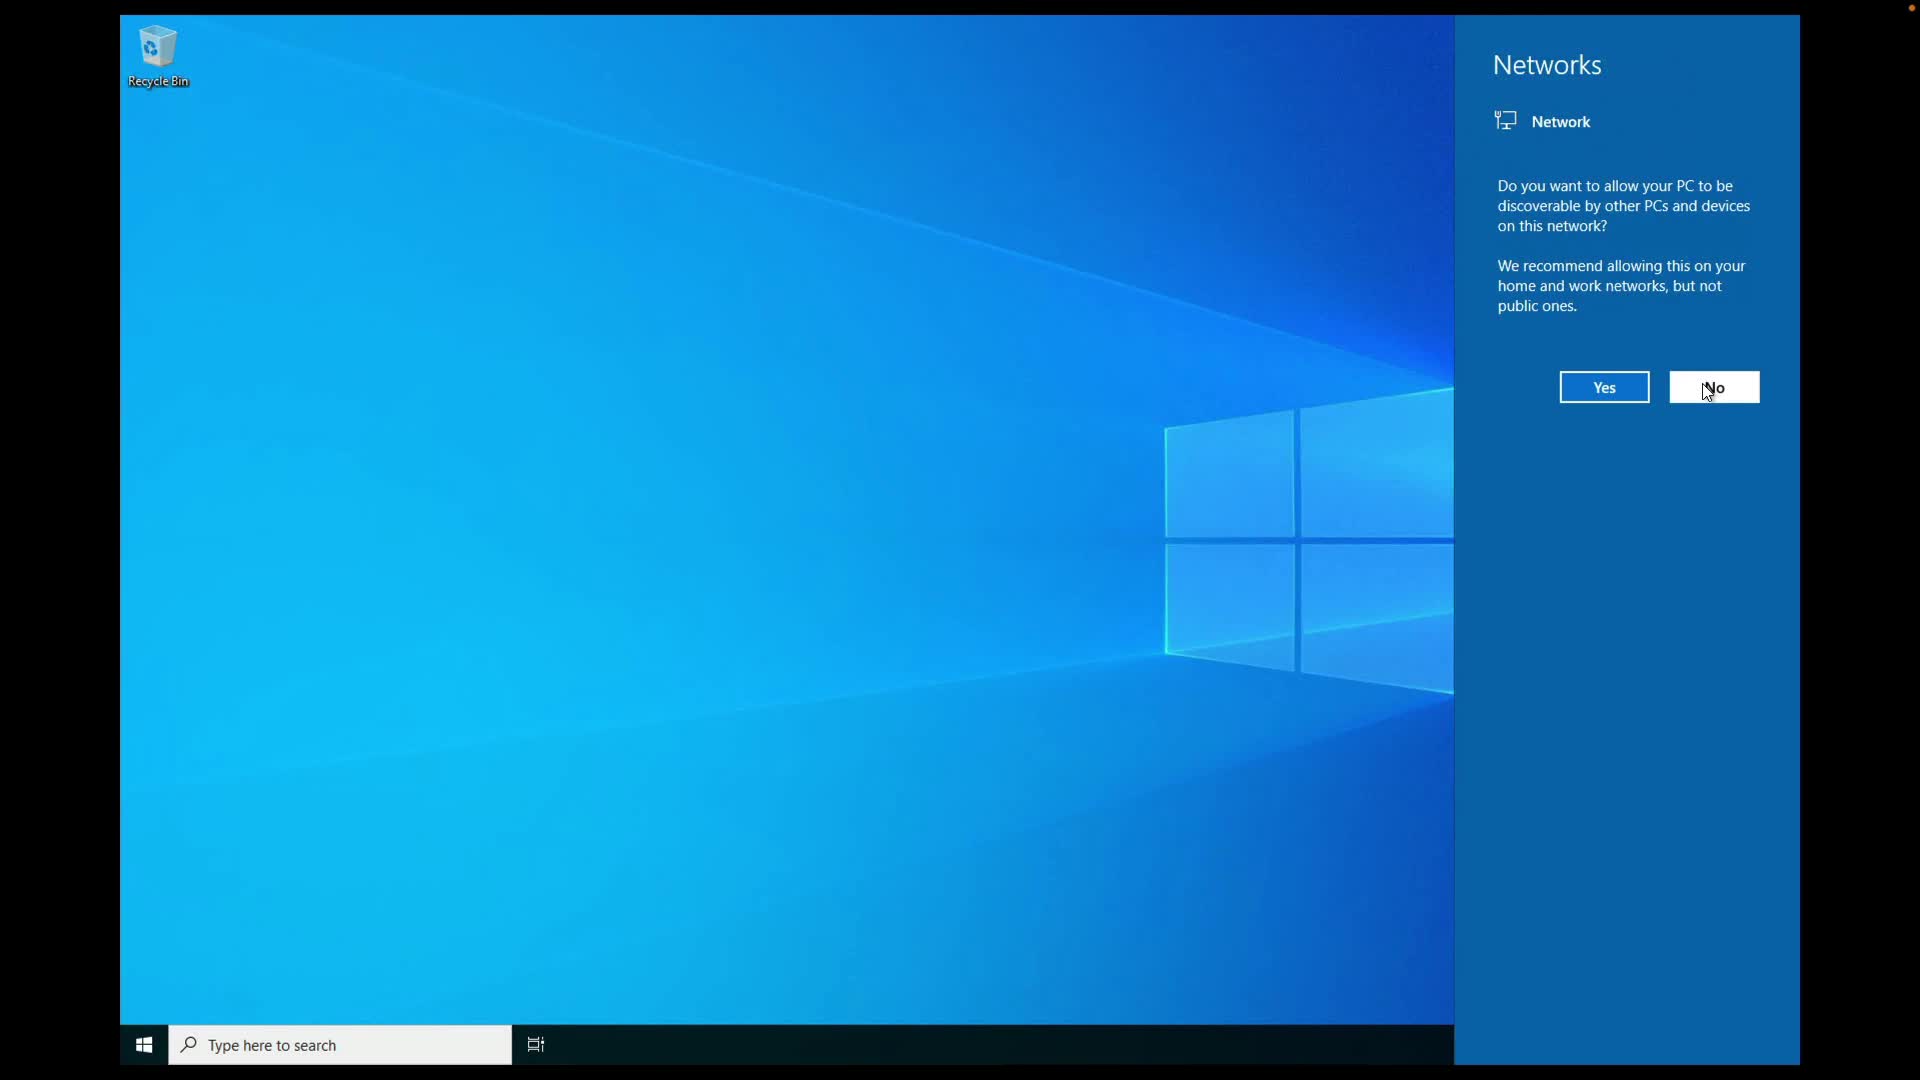 Recycle Bin
Networks
Network
Do you want to allow your PC to be
discoverable by other PCs and devices
on this network?
We recommend allowing this on your
home and work networks, but not
public ones.
Yes
No
Type here to search